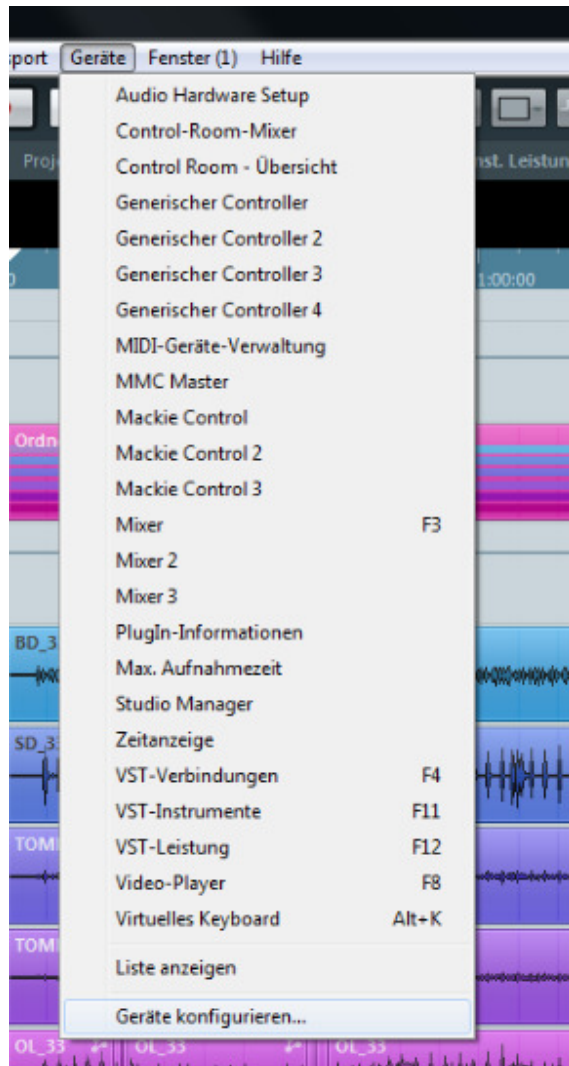 Geräte Fenster (1) Hilfe
Audio Hardware Setup
Control-Room-Mixer
Control Room - Übersicht
Generischer Controller
Generischer Controller 2
Generischer Controller 3
Generischer Controller 4
MIDI-Geräte-Verwaltung
MMC Master
Mackie Control
Mackie Control 2
Mackie Control 3
Mixer F3
Mixer 2
Mixer 3
PlugIn-Informationen
Max. Aufnahmezeit
Studio Manager
Zeitanzeige
VST-Verbindungen F4
VST-Instrumente F11
VST-Leistung F12
Video-Player F8
Virtuelles Keyboard Alt+K
Liste anzeigen
Geräte konfigurieren...
1:00:00
BD_3
TOM
TOM
OL_33 OL_33 OL_33